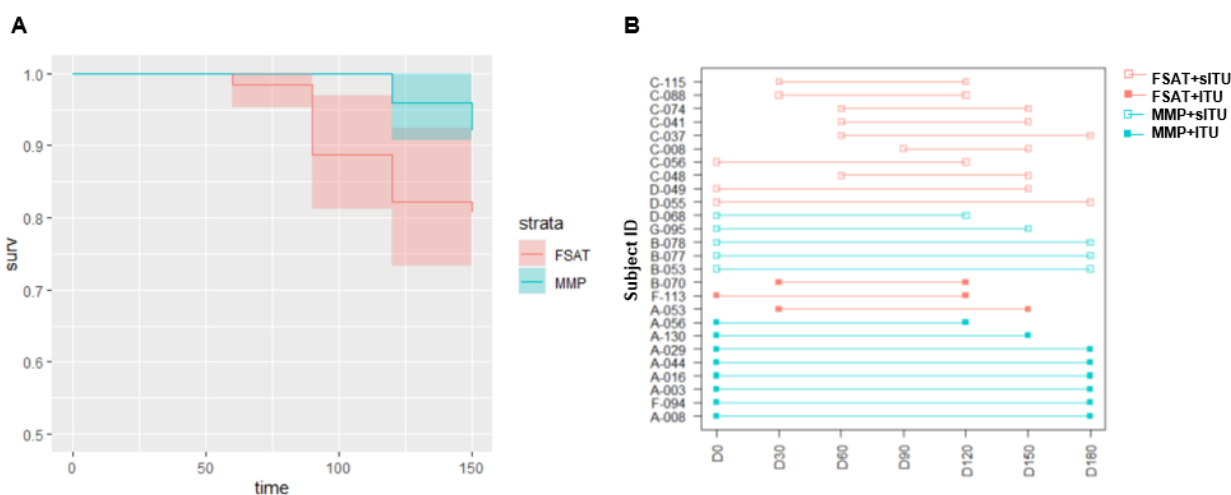 A
B
surv
1.0
0.9
0.8
0.7
0.6
0.5
0
50
100
150
time
strata
FSAT
MMP
Subject ID
C-115
C-088
C-074
C-041
C-037
C-008
C-056
C-048
D-049
D-055
D-068
G-095
B-078
B-077
B-053
B-070
F-113
A-053
A-056
A-130
A-029
A-044
A-016
A-003
F-094
A-008
D0
D30
D60
D90
D120
D150
D180
FSAT+sITU
FSAT+ITU
MMP+sITU
MMP+ITU